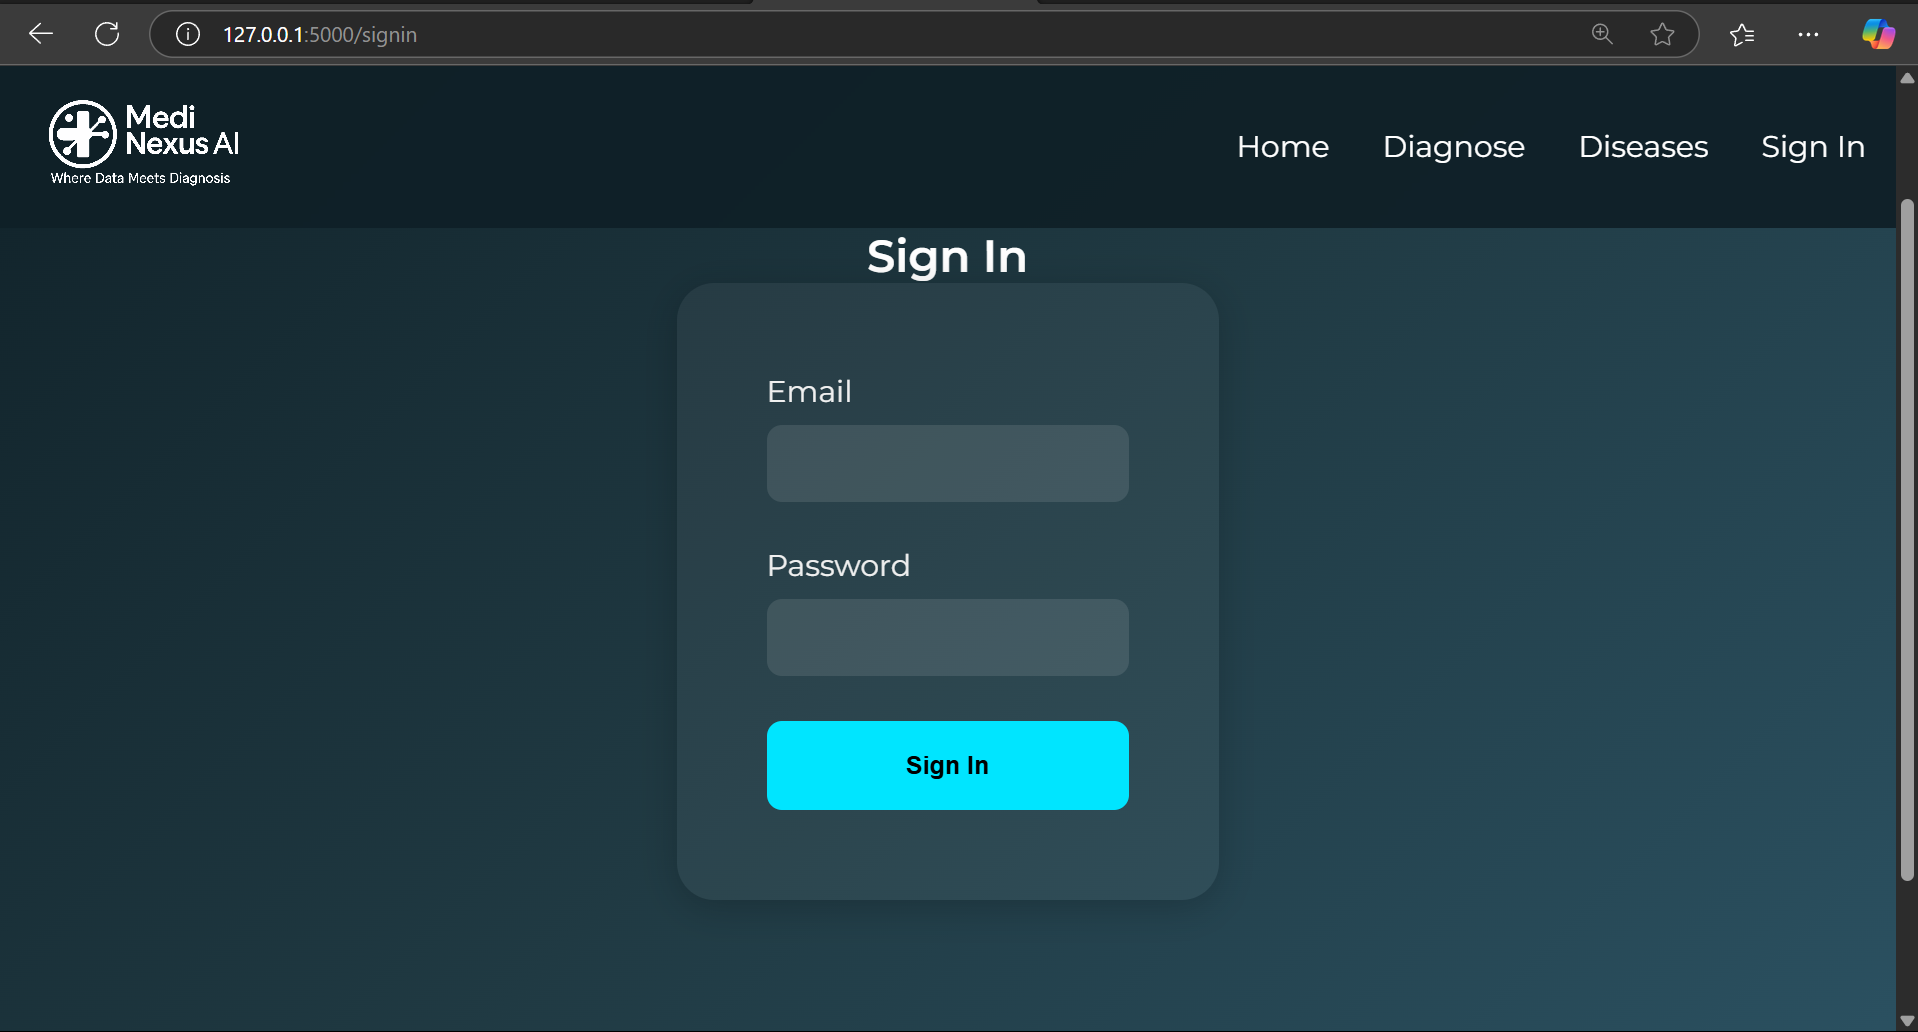 127.0.0.1:5000/signin
Medi
Nexus AI
Where Data Meets Diagnosis
Home Diagnose Diseases Sign In
Sign In
Email
Password
Sign In